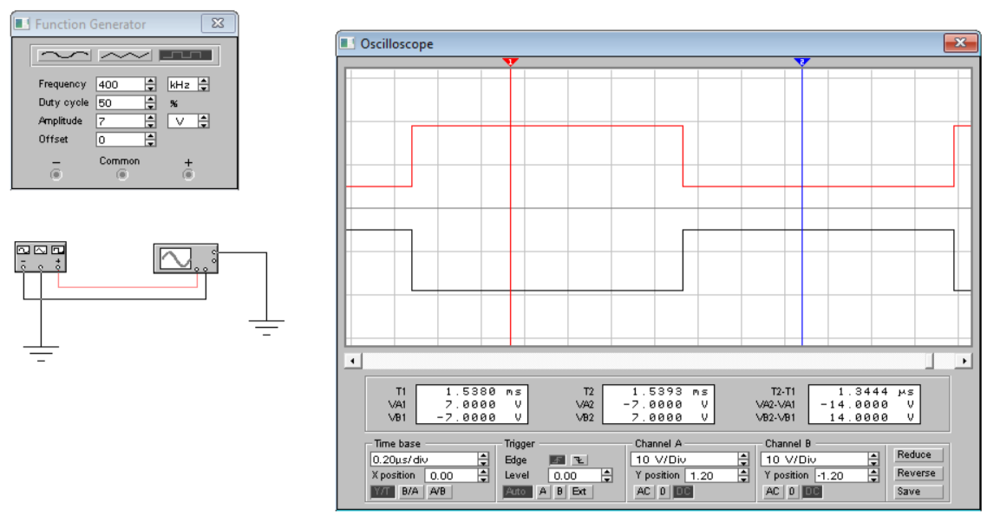 Function Generator
Frequency 400 kHz
Duty cycle 50 %
Amplitude 7 V
Offset 0
− Common +
− +
Oscilloscope
1 2
T1 1.5380 ms T2 1.5393 ms T2-T1 1.3444 µs
VA1 7.0000 V VA2 -7.0000 V VA2-VA1 -14.0000 V
VB1 -7.0000 V VB2 7.0000 V VB2-VB1 14.0000 V
Time base Trigger Channel A Channel B
0.20µs/div Edge 10 V/Div 10 V/Div Reduce
X position 0.00 Level 0.00 Y position 1.20 Y position -1.20 Reverse
Y/T B/A A/B Auto A B Ext AC 0 DC AC 0 DC Save